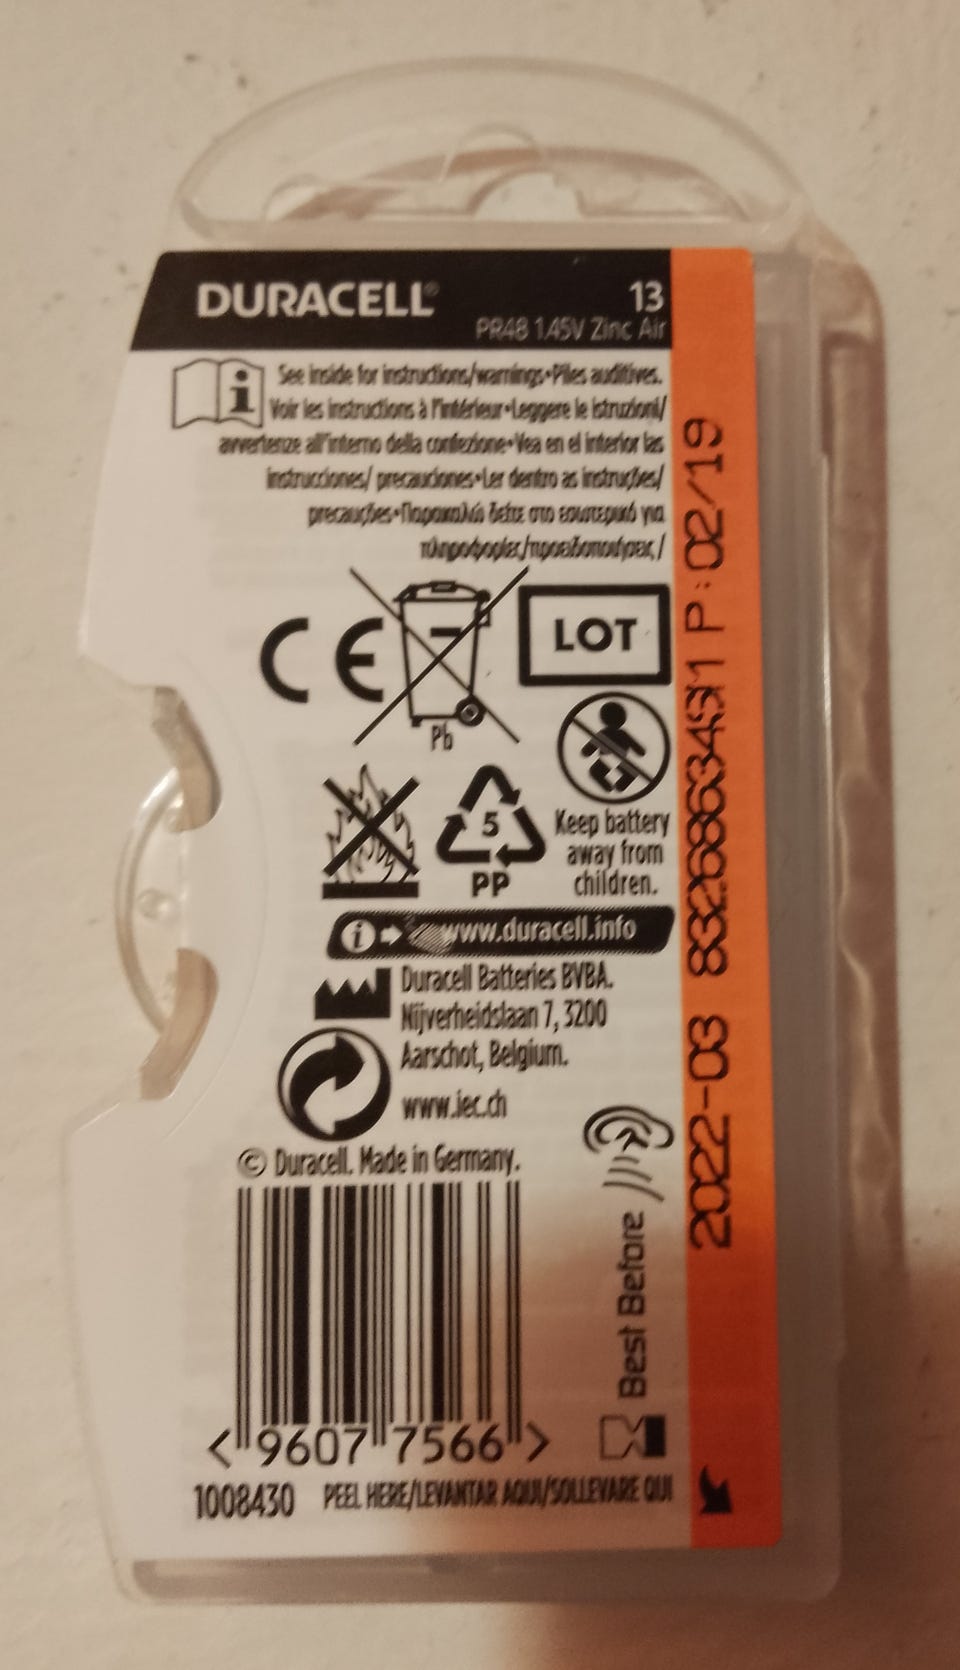 DURACELL®
13
PR48 1.45V Zinc Air
See inside for instructions/warnings•Piles auditives.
Voir les instructions à l'intérieur•Leggere le istruzioni/
avvertenze all'interno della confezione•Vea en el interior las
instrucciones/ precauciones•Ler dentro as instruções/
precauções•Παρακαλώ δείτε στο εσωτερικό για
πληροφορίες/προειδοποιήσεις /
CE
LOT
Pb
5
PP
Keep battery
away from
children.
i
www.duracell.info
Duracell Batteries BVBA.
Nijverheidslaan 7, 3200
Aarschot, Belgium.
www.iec.ch
© Duracell. Made in Germany.
Best Before
2022-03 P:02/19
< 9607 7566 >
1008430 PEEL HERE/LEVANTAR AQUI/SOLLEVARE QUI